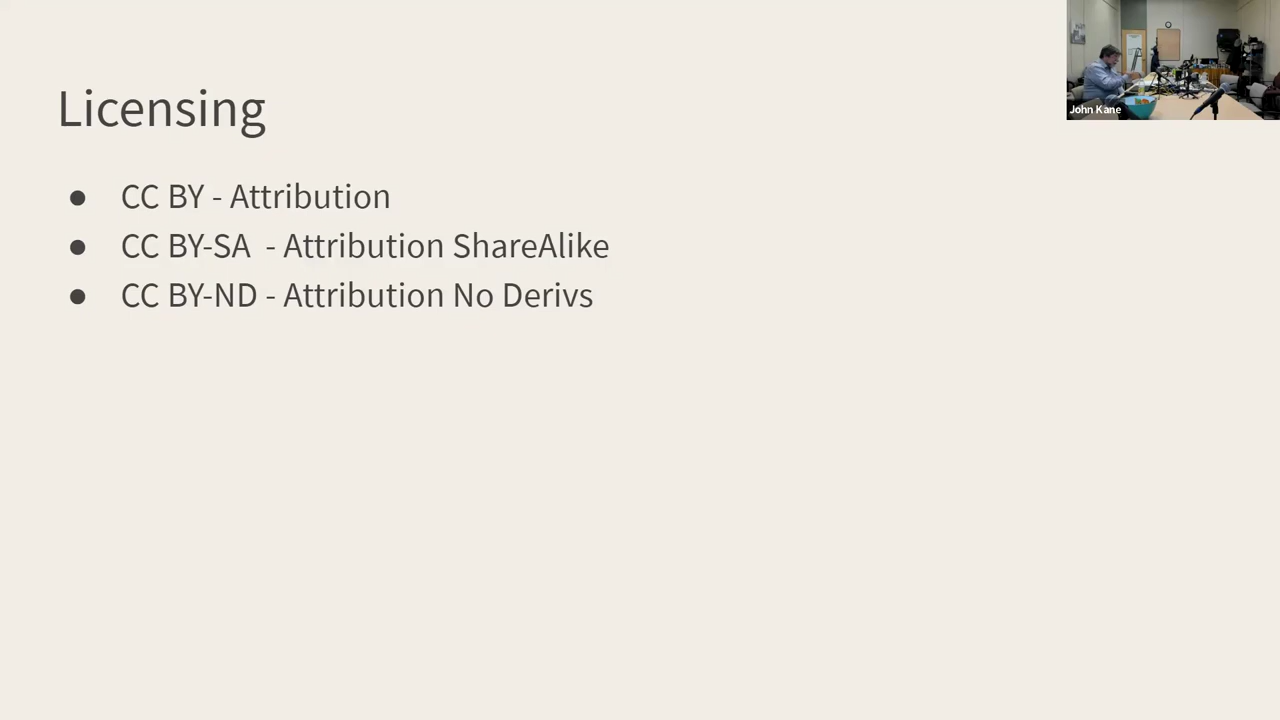 Licensing
● CC BY - Attribution
● CC BY-SA  - Attribution ShareAlike
● CC BY-ND - Attribution No Derivs
John Kane